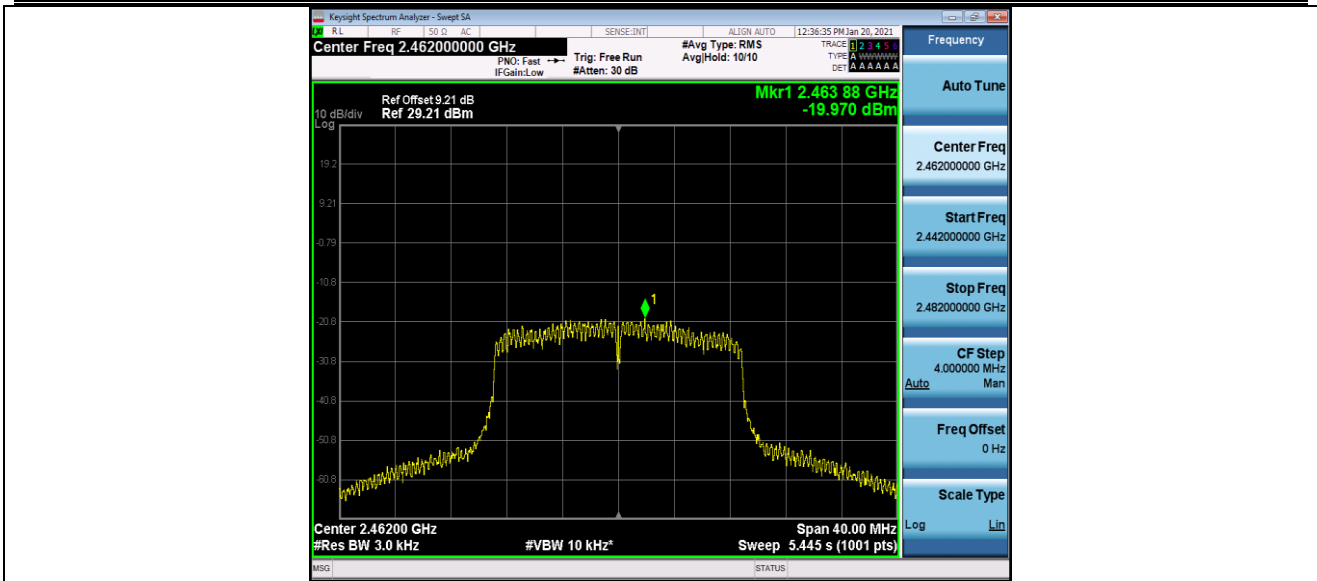 Keysight Spectrum Analyzer - Swept SA
RL RF 50 Ω AC SENSE:INT ALIGN AUTO 12:36:35 PM Jan 20, 2021
Center Freq 2.462000000 GHz
PNO: Fast
IFGain:Low
Trig: Free Run
#Atten: 30 dB
#Avg Type: RMS
Avg|Hold: 10/10
TRACE 1 2 3 4 5 6
TYPE A WWWWW
DET A A A A A A
Ref Offset 9.21 dB
10 dB/div Ref 29.21 dBm
Log
Mkr1 2.463 88 GHz
-19.970 dBm
19.2
9.21
-0.79
-10.8
-20.8
-30.8
-40.8
-50.8
-60.8
1
Center 2.46200 GHz Span 40.00 MHz
#Res BW 3.0 kHz #VBW 10 kHz* Sweep 5.445 s (1001 pts)
MSG STATUS
Frequency
Auto Tune
Center Freq
2.462000000 GHz
Start Freq
2.442000000 GHz
Stop Freq
2.482000000 GHz
CF Step
4.000000 MHz
Auto Man
Freq Offset
0 Hz
Scale Type
Log Lin